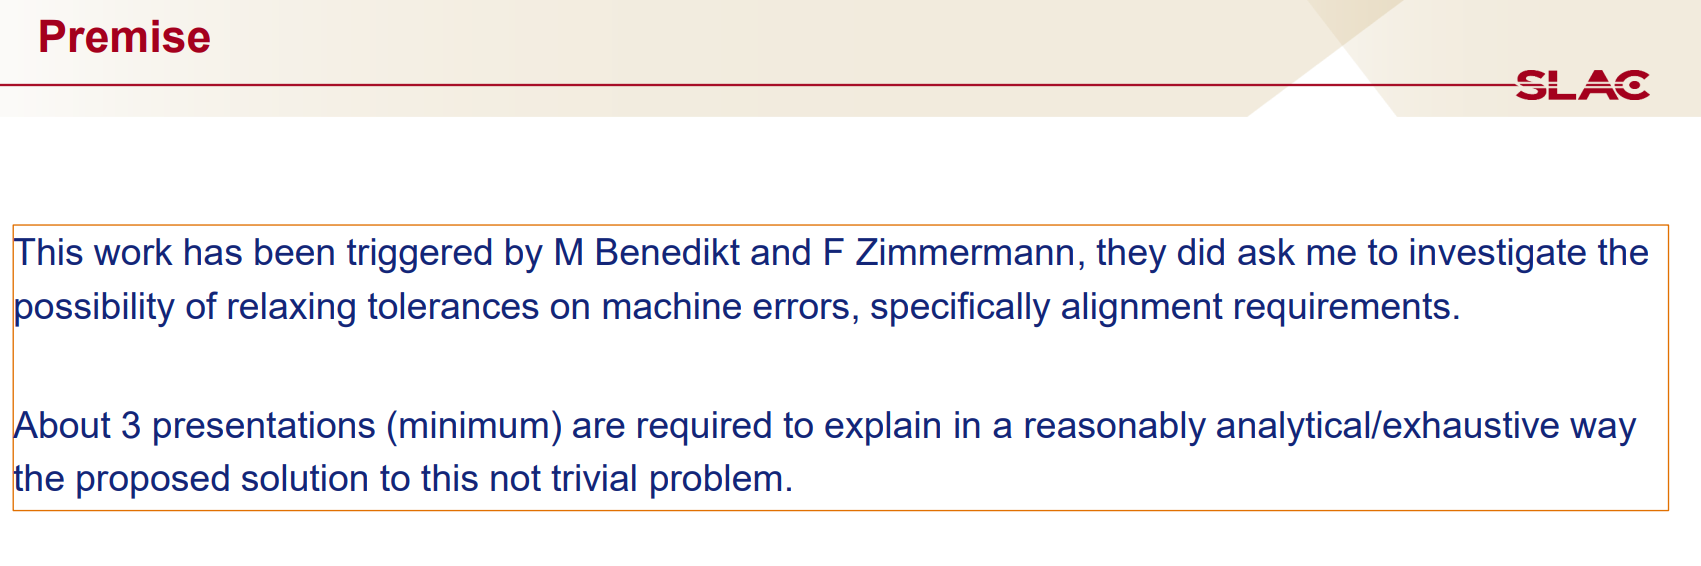 Premise
SLAC
This work has been triggered by M Benedikt and F Zimmermann, they did ask me to investigate the
possibility of relaxing tolerances on machine errors, specifically alignment requirements.
About 3 presentations (minimum) are required to explain in a reasonably analytical/exhaustive way
the proposed solution to this not trivial problem.